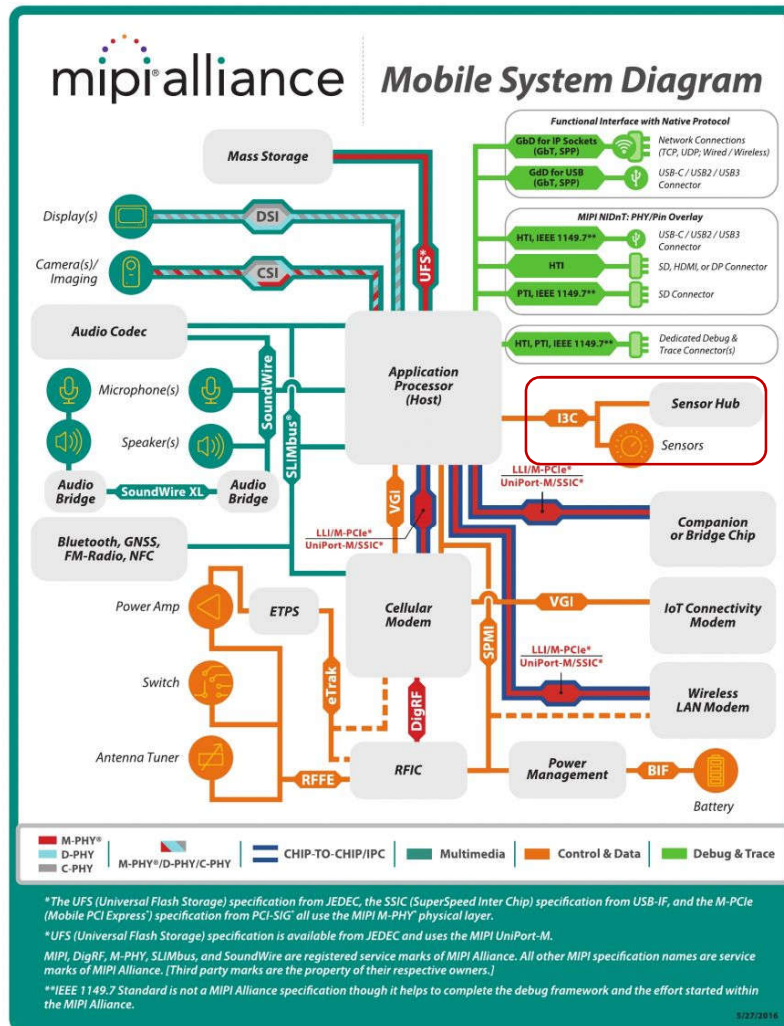 mipi® alliance
Mobile System Diagram
Functional Interface with Native Protocol
GbD for IP Sockets
(GbT, SPP)
Network Connections
(TCP, UDP; Wired / Wireless)
GdD for USB
(GbT, SPP)
USB-C / USB2 / USB3
Connector
MIPI NIDnT: PHY/Pin Overlay
HTI, IEEE 1149.7**
USB-C / USB2 / USB3
Connector
HTI
SD, HDMI, or DP Connector
PTI, IEEE 1149.7**
SD Connector
HTI, PTI, IEEE 1149.7**
Dedicated Debug &
Trace Connector(s)
Mass Storage
Display(s)
DSI
Camera(s)/
Imaging
CSI
UFS*
Audio Codec
Application
Processor
(Host)
I3C
Sensor Hub
Sensors
Microphone(s)
Speaker(s)
SoundWire
SLIMbus®
Audio
Bridge
SoundWire XL
Audio
Bridge
VGI
LLI/M-PCIe*
UniPort-M/SSIC*
LLI/M-PCIe*
UniPort-M/SSIC*
Companion
or Bridge Chip
Bluetooth, GNSS,
FM-Radio, NFC
Cellular
Modem
VGI
IoT Connectivity
Modem
SPMI
Power Amp
ETPS
eTrak
Switch
DigRF
LLI/M-PCIe*
UniPort-M/SSIC*
Wireless
LAN Modem
Antenna Tuner
RFFE
RFIC
Power
Management
BIF
Battery
M-PHY®
D-PHY
C-PHY
M-PHY®/D-PHY/C-PHY
CHIP-TO-CHIP/IPC
Multimedia
Control & Data
Debug & Trace
*The UFS (Universal Flash Storage) specification from JEDEC, the SSIC (SuperSpeed Inter Chip) specification from USB-IF, and the M-PCIe
(Mobile PCI Express®) specification from PCI-SIG® all use the MIPI M-PHY® physical layer.
*UFS (Universal Flash Storage) specification is available from JEDEC and uses the MIPI UniPort-M.
MIPI, DigRF, M-PHY, SLIMbus, and SoundWire are registered service marks of MIPI Alliance. All other MIPI specification names are service
marks of MIPI Alliance. [Third party marks are the property of their respective owners.]
**IEEE 1149.7 Standard is not a MIPI Alliance specification though it helps to complete the debug framework and the effort started within
the MIPI Alliance.
5/27/2016